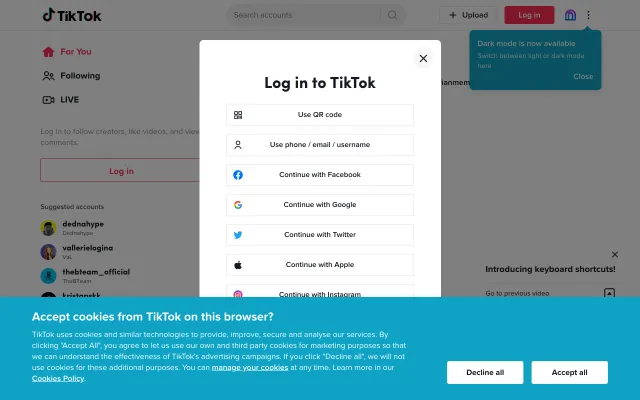 TikTok
Search accounts
Upload
Log in
For You
Following
LIVE
Log in to follow creators, like videos, and view
comments.
Log in
Suggested accounts
dednahype
Dednahype
vallerielogina
Val.
thebteam_official
TheBTeam
Log in to TikTok
Use QR code
Use phone / email / username
Continue with Facebook
Continue with Google
Continue with Twitter
Continue with Apple
Continue with Instagram
Dark mode is now available
Switch between light or dark mode
here
Close
Introducing keyboard shortcuts!
Go to previous video
Accept cookies from TikTok on this browser?
TikTok uses cookies and similar technologies to provide, improve, secure and analyse our services. By
clicking "Accept All", you agree to let us use our own and third party cookies for marketing purposes so that
we can understand the effectiveness of TikTok's advertising campaigns. If you click "Decline all", we will
not use cookies for these additional purposes. You can manage your cookies at any time. Learn more in our
Cookies Policy.
Decline all
Accept all